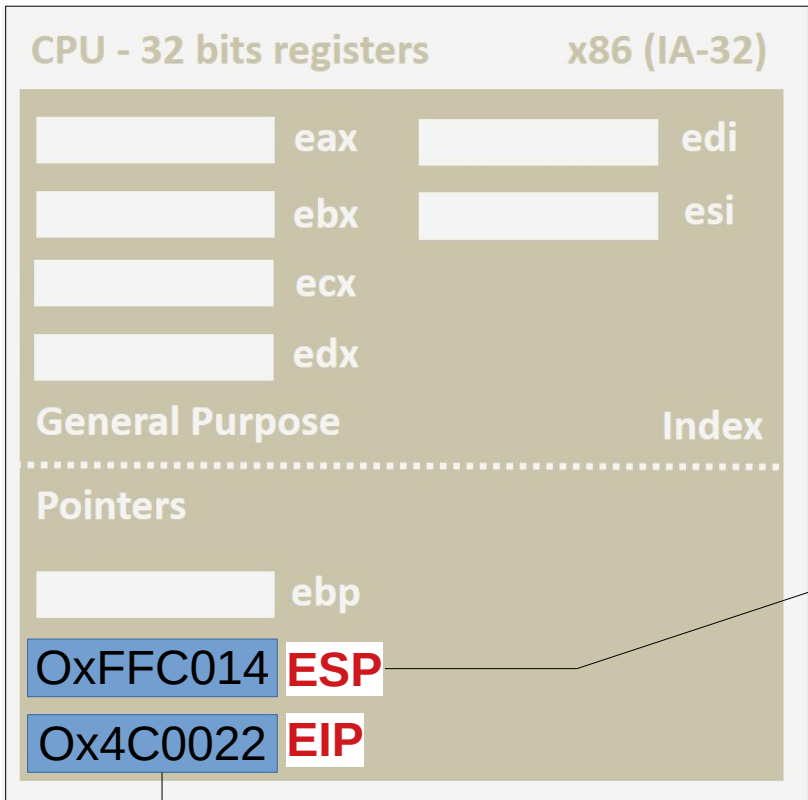 CPU - 32 bits registers x86 (IA-32)
eax edi
ebx esi
ecx
edx
General Purpose Index
Pointers
ebp
OxFFC014 ESP
Ox4C0022 EIP